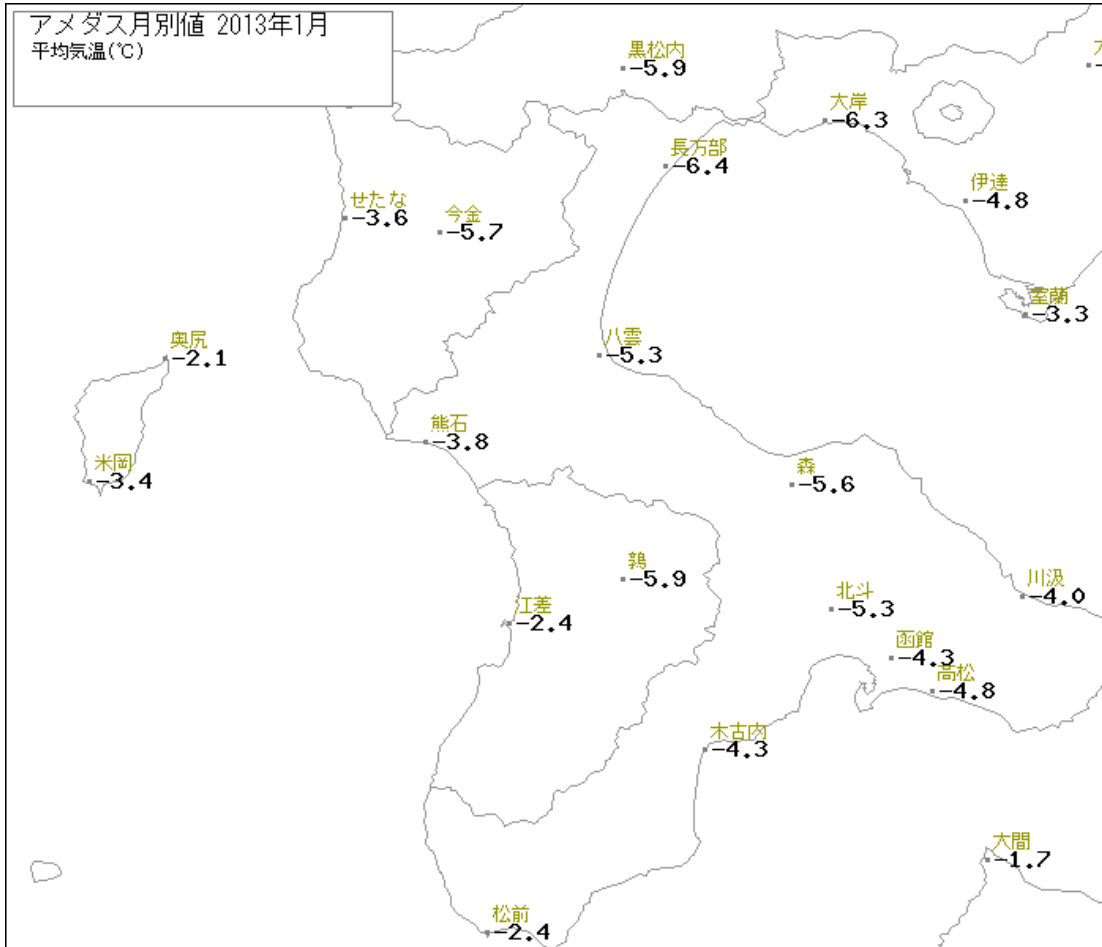 アメダス月別値 2013年1月
平均気温(℃)
黒松内
-5.9
大岸
-6.3
長万部
-6.4
伊達
-4.8
せたな
-3.6
今金
-5.7
室蘭
-3.3
奥尻
-2.1
八雲
-5.3
熊石
-3.8
米岡
-3.4
森
-5.6
鶉
-5.9
川汲
-4.0
北斗
-5.3
江差
-2.4
函館
-4.3
高松
-4.8
木古内
-4.3
大間
-1.7
松前
-2.4